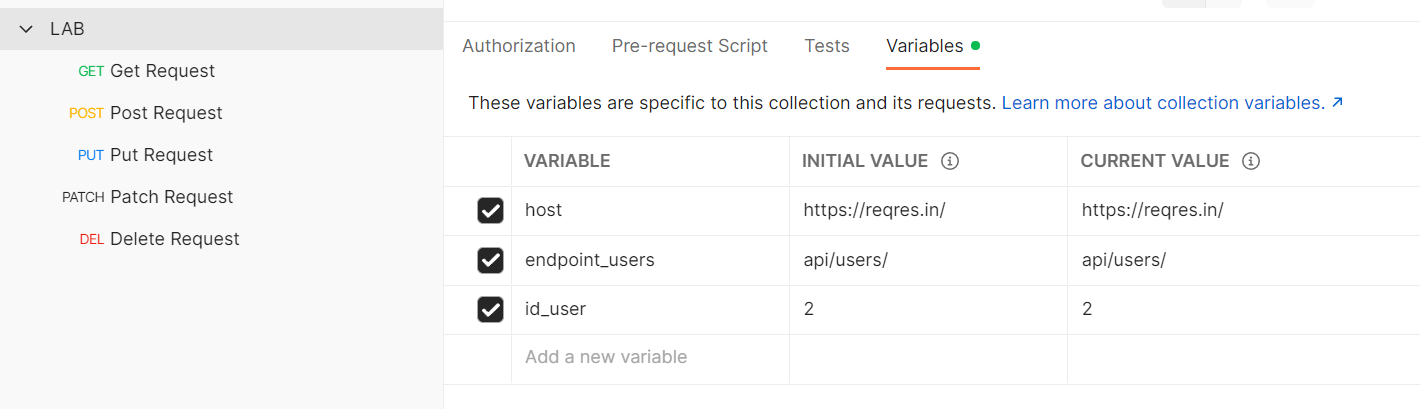 LAB
GET Get Request
POST Post Request
PUT Put Request
PATCH Patch Request
DEL Delete Request
Authorization Pre-request Script Tests Variables
These variables are specific to this collection and its requests. Learn more about collection variables. ↗
VARIABLE INITIAL VALUE CURRENT VALUE
host https://reqres.in/ https://reqres.in/
endpoint_users api/users/ api/users/
id_user 2 2
Add a new variable